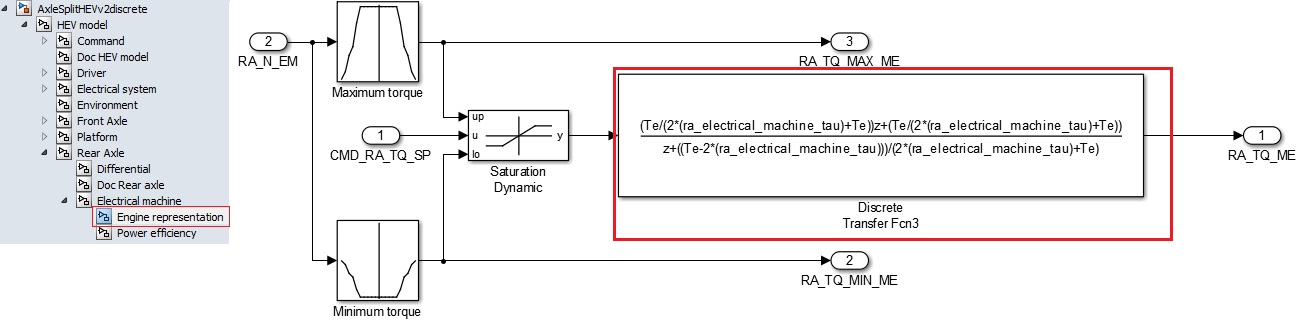 AxleSplitHEVv2discrete
HEV model
Command
Doc HEV model
Driver
Electrical system
Environment
Front Axle
Platform
Rear Axle
Differential
Doc Rear axle
Electrical machine
Engine representation
Power efficiency
2
RA_N_EM
Maximum torque
3
RA_TQ_MAX_ME
1
CMD_RA_TQ_SP
up
u
lo
y
Saturation
Dynamic
(Te/(2*(ra_electrical_machine_tau)+Te))z+(Te/(2*(ra_electrical_machine_tau)+Te))
z+((Te-2*(ra_electrical_machine_tau)))/(2*(ra_electrical_machine_tau)+Te)
Discrete
Transfer Fcn3
1
RA_TQ_ME
Minimum torque
2
RA_TQ_MIN_ME